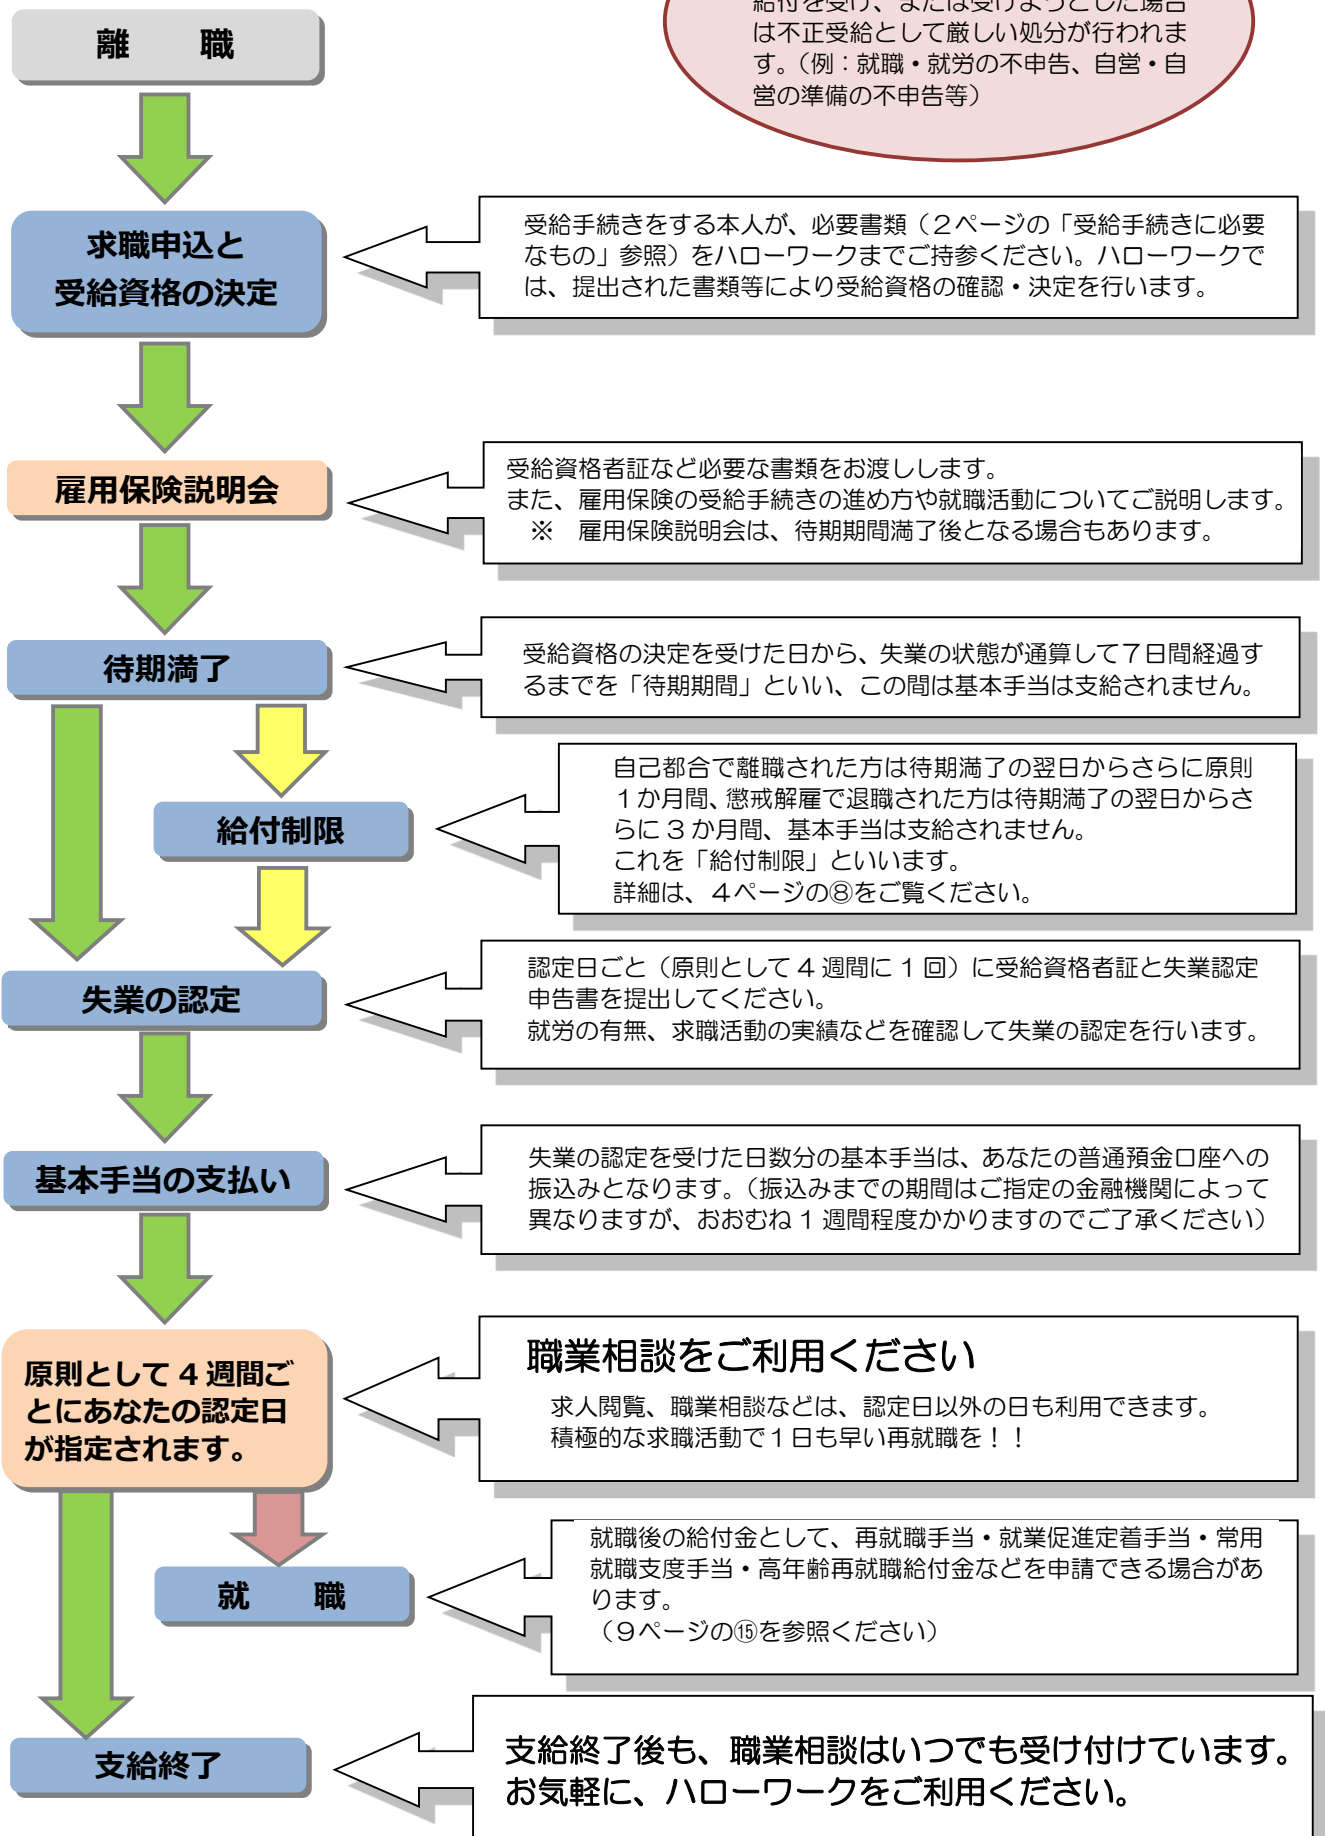 給付を受け、または受けようとした場合
は不正受給として厳しい処分が行われま
す。（例：就職・就労の不申告、自営・自
営の準備の不申告等）
離　職
求職申込と
受給資格の決定
受給手続きをする本人が、必要書類（２ページの「受給手続きに必要
なもの」参照）をハローワークまでご持参ください。ハローワークで
は、提出された書類等により受給資格の確認・決定を行います。
雇用保険説明会
受給資格者証など必要な書類をお渡しします。
また、雇用保険の受給手続きの進め方や就職活動についてご説明します。
※　雇用保険説明会は、待期期間満了後となる場合もあります。
待期満了
受給資格の決定を受けた日から、失業の状態が通算して７日間経過す
るまでを「待期期間」といい、この間は基本手当は支給されません。
給付制限
自己都合で離職された方は待期満了の翌日からさらに原則
１か月間、懲戒解雇で退職された方は待期満了の翌日からさ
らに 3 か月間、基本手当は支給されません。
これを「給付制限」といいます。
詳細は、４ページの⑧をご覧ください。
失業の認定
認定日ごと（原則として 4 週間に 1 回）に受給資格者証と失業認定
申告書を提出してください。
就労の有無、求職活動の実績などを確認して失業の認定を行います。
基本手当の支払い
失業の認定を受けた日数分の基本手当は、あなたの普通預金口座への
振込みとなります。（振込みまでの期間はご指定の金融機関によって
異なりますが、おおむね 1 週間程度かかりますのでご了承ください）
原則として 4 週間ご
とにあなたの認定日
が指定されます。
職業相談をご利用ください
求人閲覧、職業相談などは、認定日以外の日も利用できます。
積極的な求職活動で１日も早い再就職を！！
就　職
就職後の給付金として、再就職手当・就業促進定着手当・常用
就職支度手当・高年齢再就職給付金などを申請できる場合があ
ります。
（９ページの⑮を参照ください）
支給終了
支給終了後も、職業相談はいつでも受け付けています。
お気軽に、ハローワークをご利用ください。